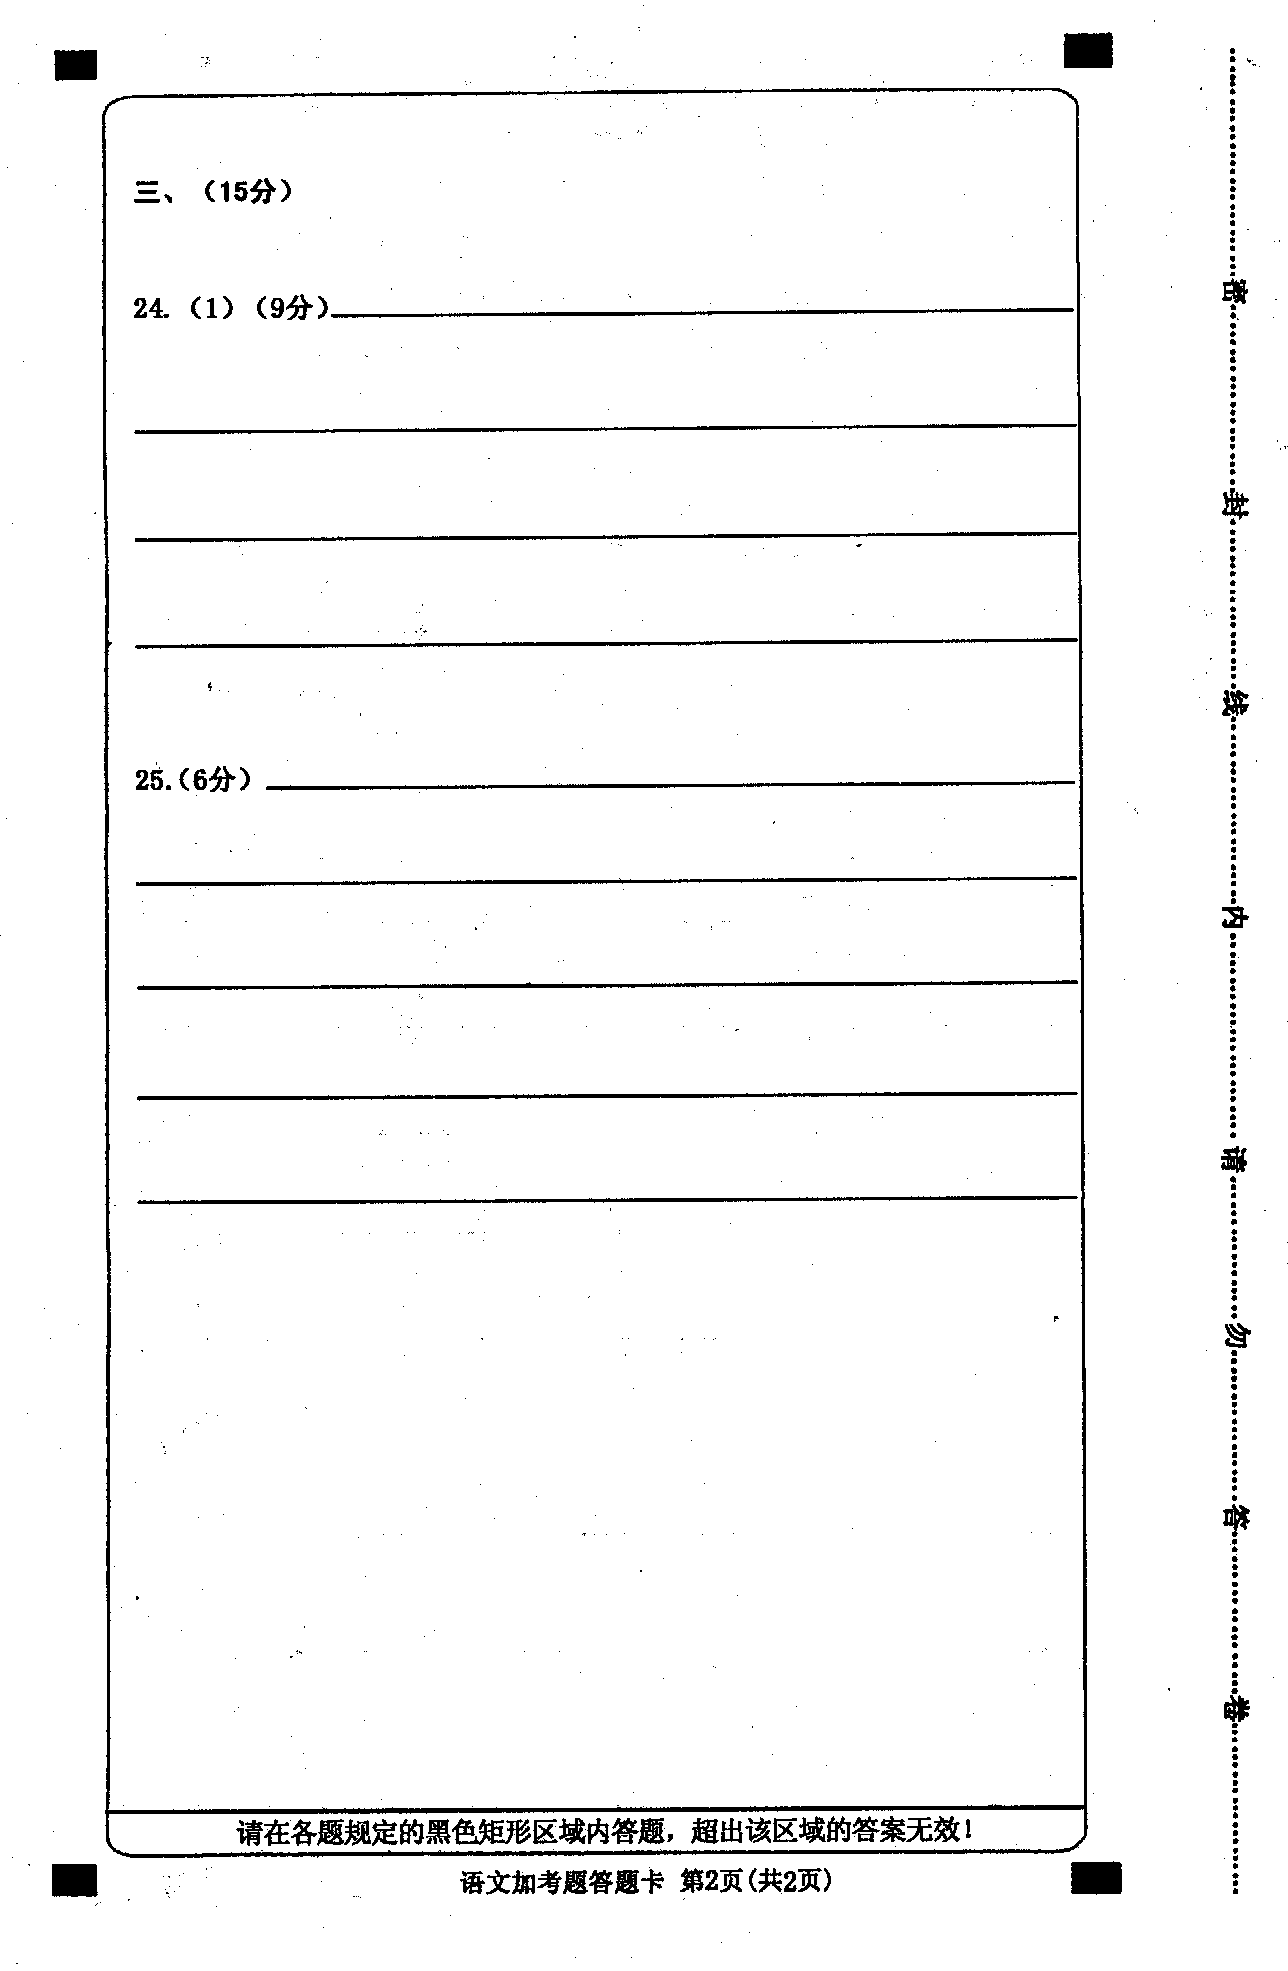 三、（15分）
24.（1）（9分）
25.（6分）
请在各题规定的黑色矩形区域内答题，超出该区域的答案无效！
语文加考题答题卡 第2页(共2页)
密封线内请勿答卷